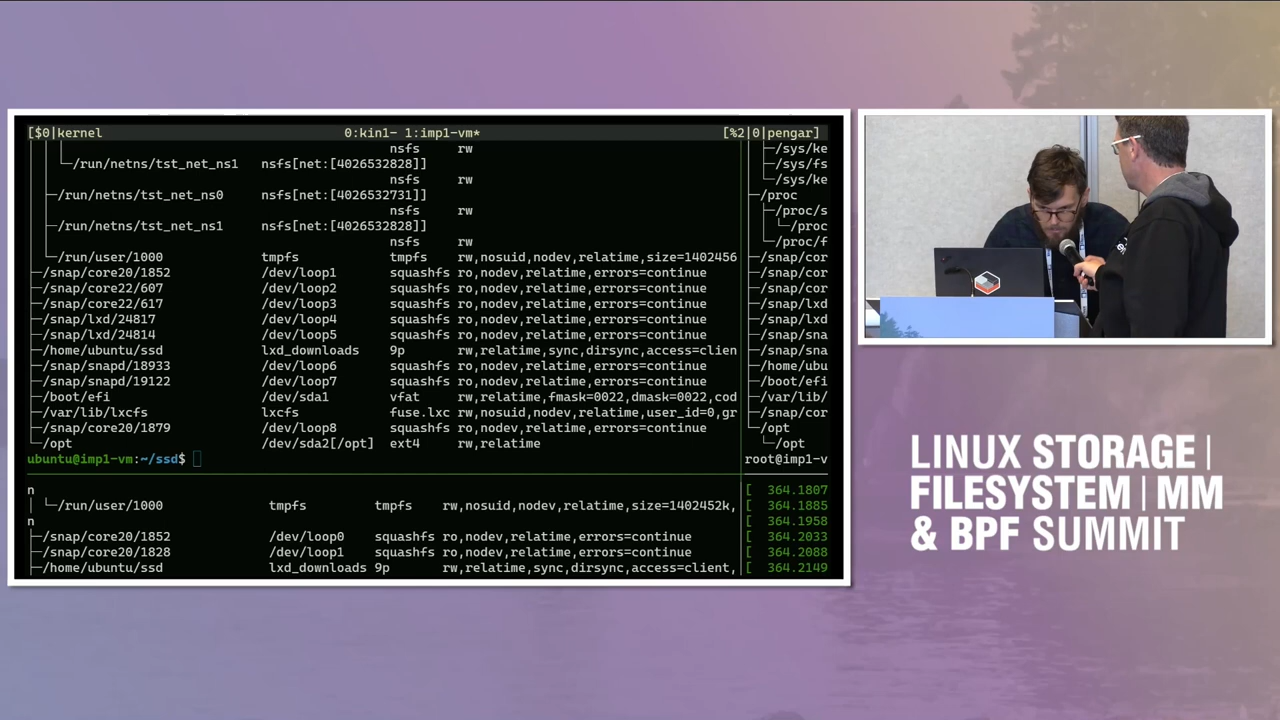 [$0|kernel 0:kin1- 1:imp1-vm* [%2|0|pengar]
nsfs rw
└─/run/netns/tst_net_ns1 nsfs[net:[4026532828]]
nsfs rw
├─/run/netns/tst_net_ns0 nsfs[net:[4026532731]]
nsfs rw
├─/run/netns/tst_net_ns1 nsfs[net:[4026532828]]
nsfs rw
└─/run/user/1000 tmpfs tmpfs rw,nosuid,nodev,relatime,size=1402456
├─/snap/core20/1852 /dev/loop1 squashfs ro,nodev,relatime,errors=continue
├─/snap/core22/607 /dev/loop2 squashfs ro,nodev,relatime,errors=continue
├─/snap/core22/617 /dev/loop3 squashfs ro,nodev,relatime,errors=continue
├─/snap/lxd/24817 /dev/loop4 squashfs ro,nodev,relatime,errors=continue
├─/snap/lxd/24814 /dev/loop5 squashfs ro,nodev,relatime,errors=continue
├─/home/ubuntu/ssd lxd_downloads 9p rw,relatime,sync,dirsync,access=clien
├─/snap/snapd/18933 /dev/loop6 squashfs ro,nodev,relatime,errors=continue
├─/snap/snapd/19122 /dev/loop7 squashfs ro,nodev,relatime,errors=continue
├─/boot/efi /dev/sda1 vfat rw,relatime,fmask=0022,dmask=0022,cod
├─/var/lib/lxcfs lxcfs fuse.lxc rw,nosuid,nodev,relatime,user_id=0,gr
├─/snap/core20/1879 /dev/loop8 squashfs ro,nodev,relatime,errors=continue
└─/opt /dev/sda2[/opt] ext4 rw,relatime
ubuntu@imp1-vm:~/ssd$
├─/sys/ke
├─/sys/fs
└─/sys/ke
├─/proc
├─/proc/s
└─/proc
└─/proc/f
├─/snap/cor
├─/snap/cor
├─/snap/lxd
├─/snap/lxd
├─/snap/sna
├─/snap/sna
├─/home/ubu
├─/boot/efi
├─/var/lib/
├─/snap/cor
└─/opt
└─/opt
root@imp1-v
n
│ └─/run/user/1000 tmpfs tmpfs rw,nosuid,nodev,relatime,size=1402452k,
n
├─/snap/core20/1852 /dev/loop0 squashfs ro,nodev,relatime,errors=continue
├─/snap/core20/1828 /dev/loop1 squashfs ro,nodev,relatime,errors=continue
├─/home/ubuntu/ssd lxd_downloads 9p rw,relatime,sync,dirsync,access=client,
[ 364.1807
[ 364.1885
[ 364.1958
[ 364.2033
[ 364.2088
[ 364.2149
LINUX STORAGE |
FILESYSTEM | MM
& BPF SUMMIT